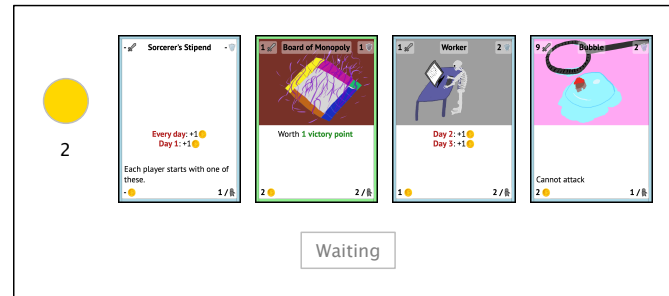 2
- Sorcerer's Stipend -
Every day: +1
Day 1: +1
Each player starts with one of
these.
- 1 /
1 Board of Monopoly 1
Worth 1 victory point
2 2 /
1 Worker 2
Day 2: +1
Day 3: +1
1 2 /
9 Bubble 2
Cannot attack
2 1 /
Waiting